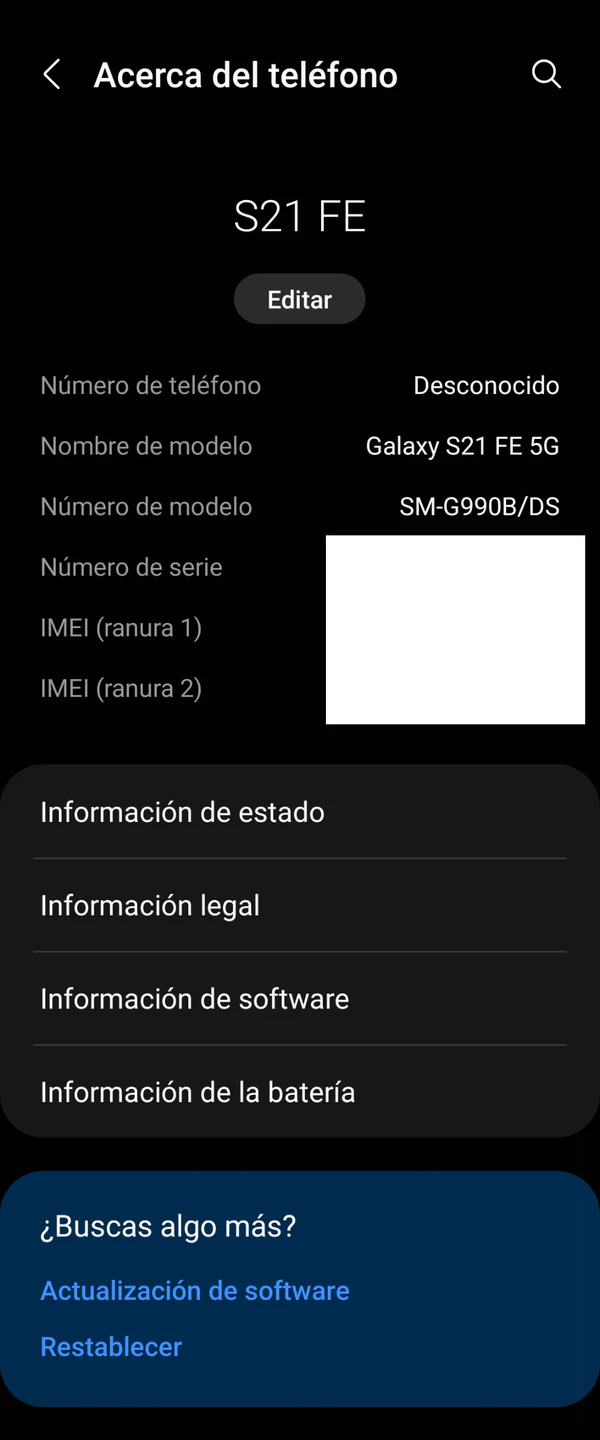 Acerca del teléfono
S21 FE
Editar
Número de teléfono Desconocido
Nombre de modelo Galaxy S21 FE 5G
Número de modelo SM-G990B/DS
Número de serie
IMEI (ranura 1)
IMEI (ranura 2)
Información de estado
Información legal
Información de software
Información de la batería
¿Buscas algo más?
Actualización de software
Restablecer